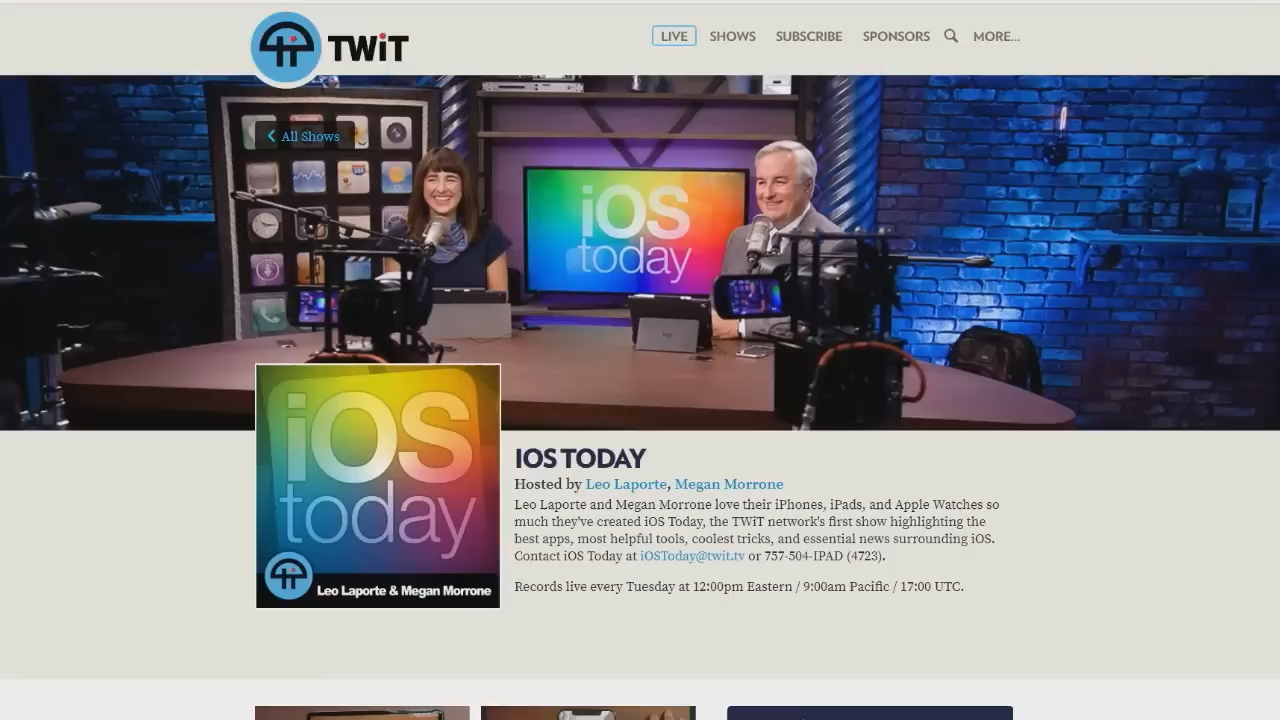 TWiT
LIVE
SHOWS
SUBSCRIBE
SPONSORS
MORE...
All Shows
iOS
today
iOS
today
Leo Laporte & Megan Morrone
IOS TODAY
Hosted by Leo Laporte, Megan Morrone
Leo Laporte and Megan Morrone love their iPhones, iPads, and Apple Watches so
much they've created iOS Today, the TWiT network's first show highlighting the
best apps, most helpful tools, coolest tricks, and essential news surrounding iOS.
Contact iOS Today at iOSToday@twit.tv or 757-504-IPAD (4723).
Records live every Tuesday at 12:00pm Eastern / 9:00am Pacific / 17:00 UTC.